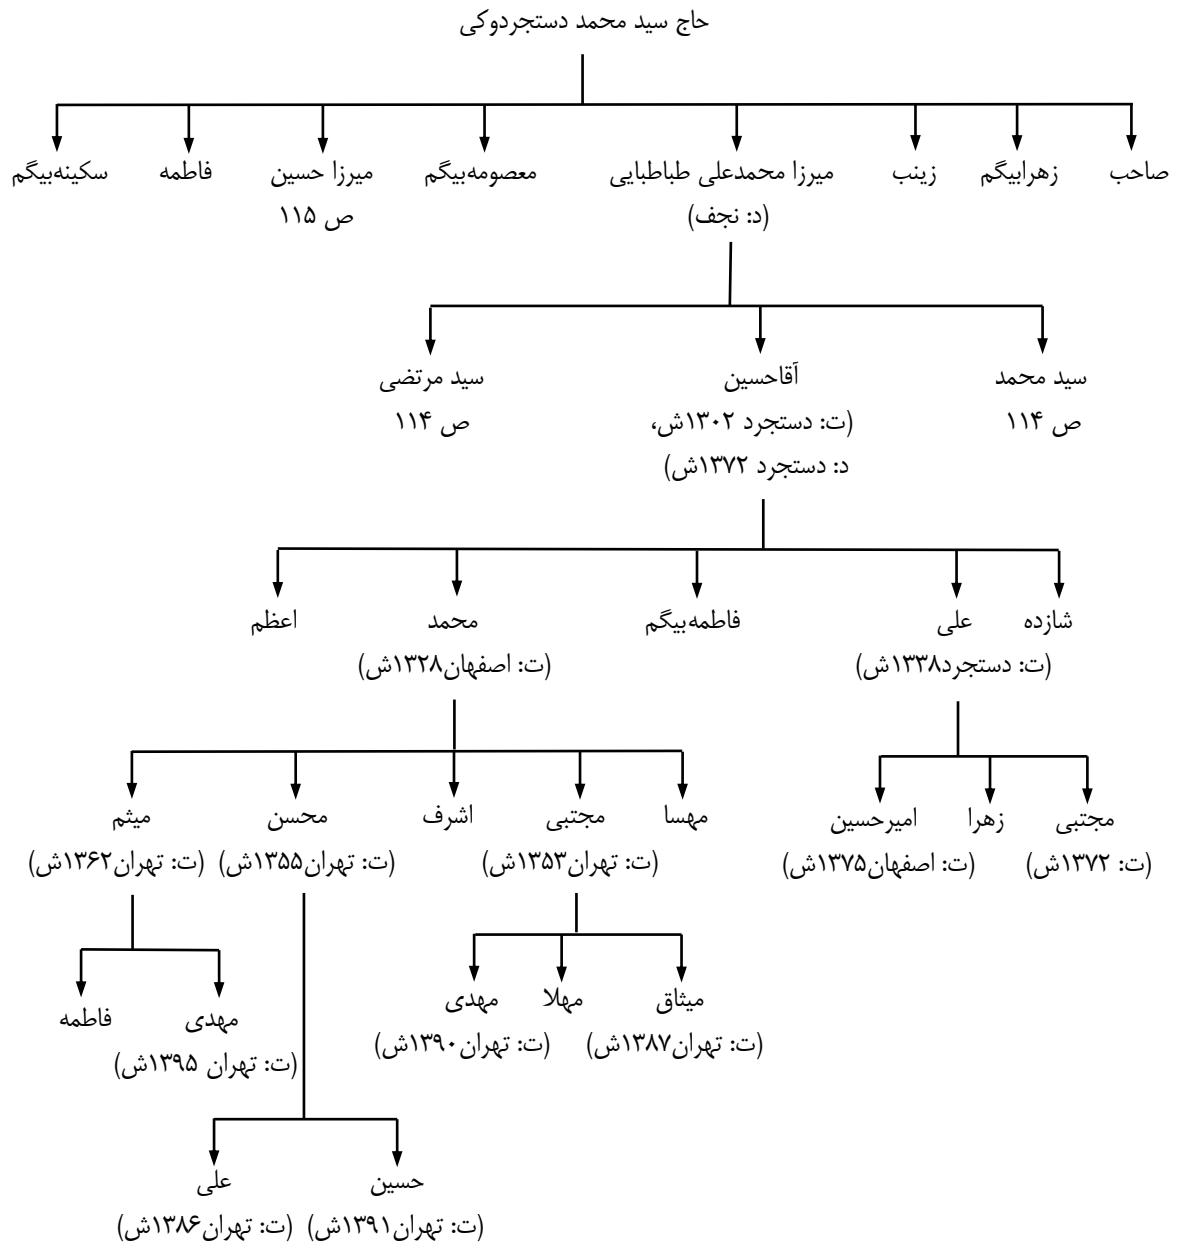 حاج سید محمد دستجردوکی
صاحب زهرابیگم زینب میرزا محمدعلی طباطبایی معصومه‌بیگم میرزا حسین فاطمه سکینه‌بیگم
(د: نجف) ص ۱۱۵
سید محمد آقاحسین سید مرتضی
ص ۱۱۴ (ت: دستجرد ۱۳۰۲ش، ص ۱۱۴
د: دستجرد ۱۳۷۲ش)
شازده علی فاطمه‌بیگم محمد اعظم
(ت: دستجرد۱۳۳۸ش) (ت: اصفهان۱۳۲۸ش)
مجتبی زهرا امیرحسین مهسا مجتبی اشرف محسن میثم
(ت: ۱۳۷۲ش) (ت: اصفهان۱۳۷۵ش) (ت: تهران۱۳۵۳ش) (ت: تهران۱۳۵۵ش) (ت: تهران۱۳۶۲ش)
میثاق مهلا مهدی مهدی فاطمه
(ت: تهران۱۳۸۷ش) (ت: تهران۱۳۹۰ش) (ت: تهران ۱۳۹۵ش)
حسین علی
(ت: تهران۱۳۹۱ش) (ت: تهران۱۳۸۶ش)